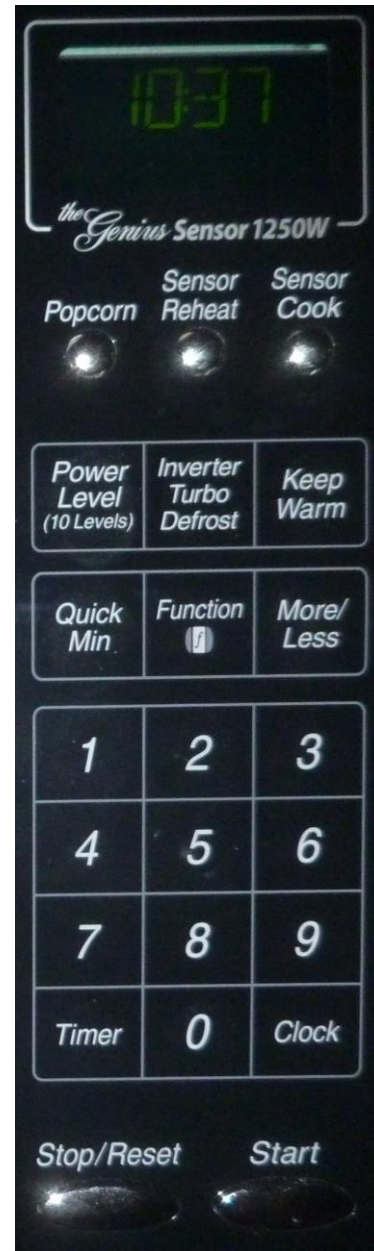 10:37
the Genius Sensor 1250W
Popcorn
Sensor Reheat
Sensor Cook
Power Level (10 Levels)
Inverter Turbo Defrost
Keep Warm
Quick Min
Function f
More/ Less
1 2 3
4 5 6
7 8 9
Timer 0 Clock
Stop/Reset Start